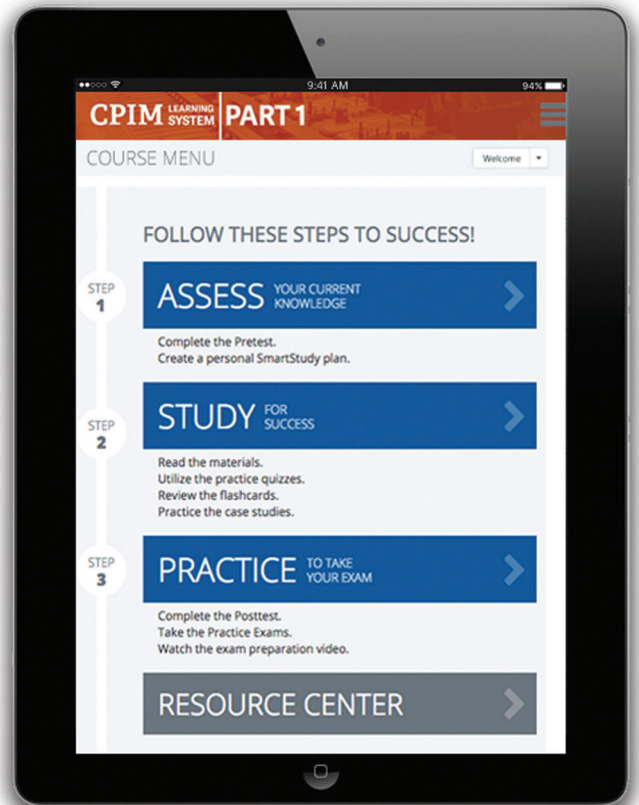 9:41 AM
94%
CPIM LEARNING SYSTEM PART 1
COURSE MENU
Welcome
FOLLOW THESE STEPS TO SUCCESS!
STEP 1
ASSESS YOUR CURRENT KNOWLEDGE
Complete the Pretest.
Create a personal SmartStudy plan.
STEP 2
STUDY FOR SUCCESS
Read the materials.
Utilize the practice quizzes.
Review the flashcards.
Practice the case studies.
STEP 3
PRACTICE TO TAKE YOUR EXAM
Complete the Posttest.
Take the Practice Exams.
Watch the exam preparation video.
RESOURCE CENTER